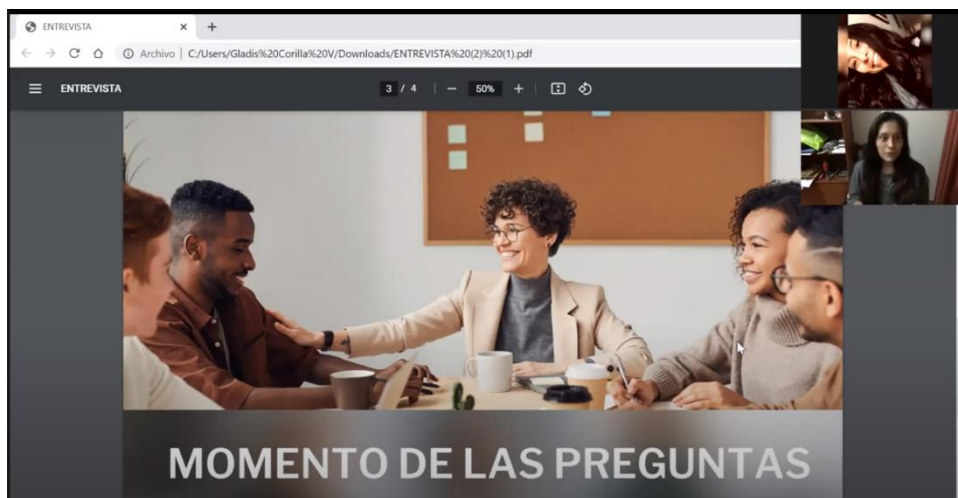 ENTREVISTA
Archivo | C:/Users/Gladis%20Corilla%20V/Downloads/ENTREVISTA%20(2)%20(1).pdf
ENTREVISTA
3 / 4
50%
MOMENTO DE LAS PREGUNTAS